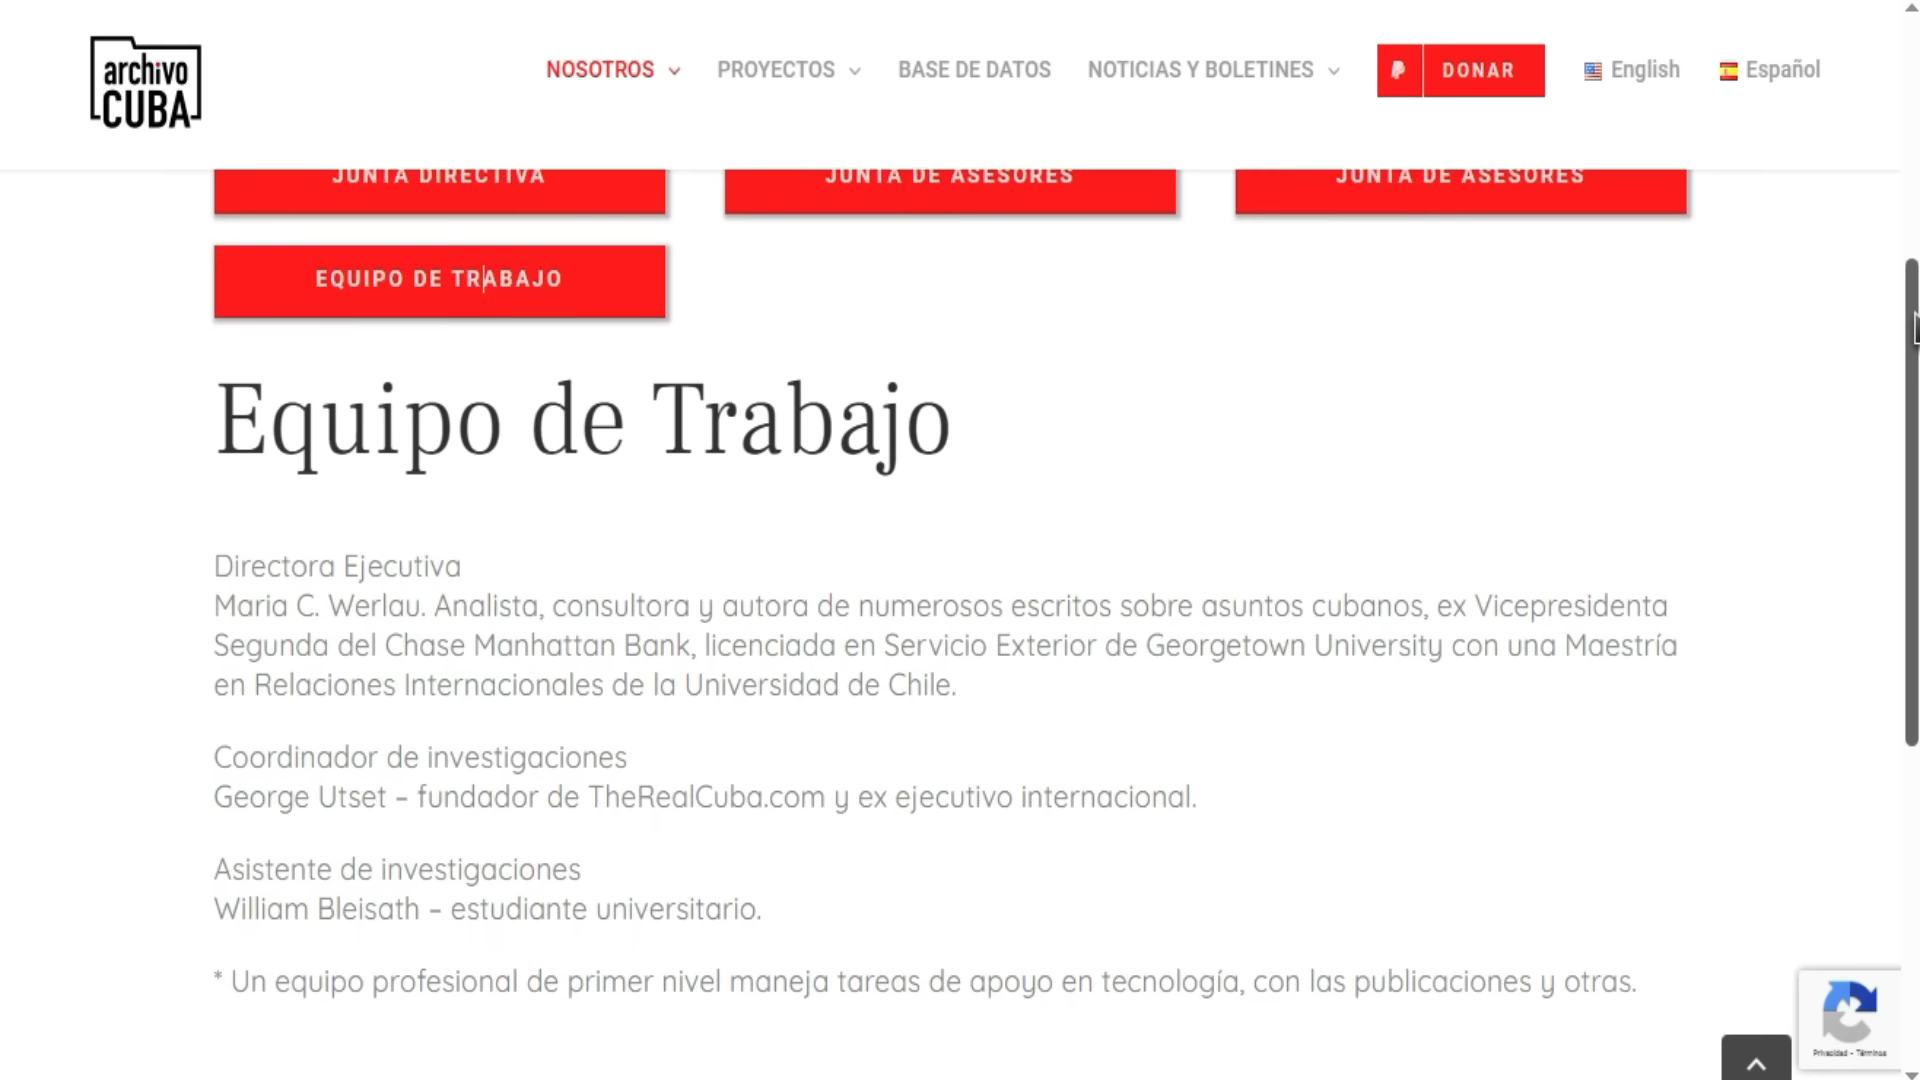 archivo
CUBA
NOSOTROS
PROYECTOS
BASE DE DATOS
NOTICIAS Y BOLETINES
DONAR
English
Español
JUNTA DIRECTIVA
JUNTA DE ASESORES
JUNTA DE ASESORES
EQUIPO DE TRABAJO
Equipo de Trabajo
Directora Ejecutiva
Maria C. Werlau. Analista, consultora y autora de numerosos escritos sobre asuntos cubanos, ex Vicepresidenta
Segunda del Chase Manhattan Bank, licenciada en Servicio Exterior de Georgetown University con una Maestría
en Relaciones Internacionales de la Universidad de Chile.
Coordinador de investigaciones
George Utset – fundador de TheRealCuba.com y ex ejecutivo internacional.
Asistente de investigaciones
William Bleisath – estudiante universitario.
* Un equipo profesional de primer nivel maneja tareas de apoyo en tecnología, con las publicaciones y otras.
Privacidad - Términos